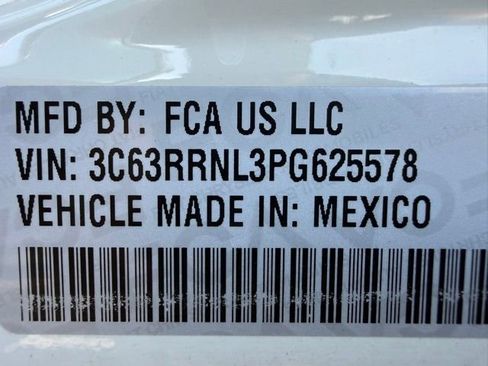 MFD BY: FCA US LLC
VIN: 3C63RRNL3PG625578
VEHICLE MADE IN: MEXICO